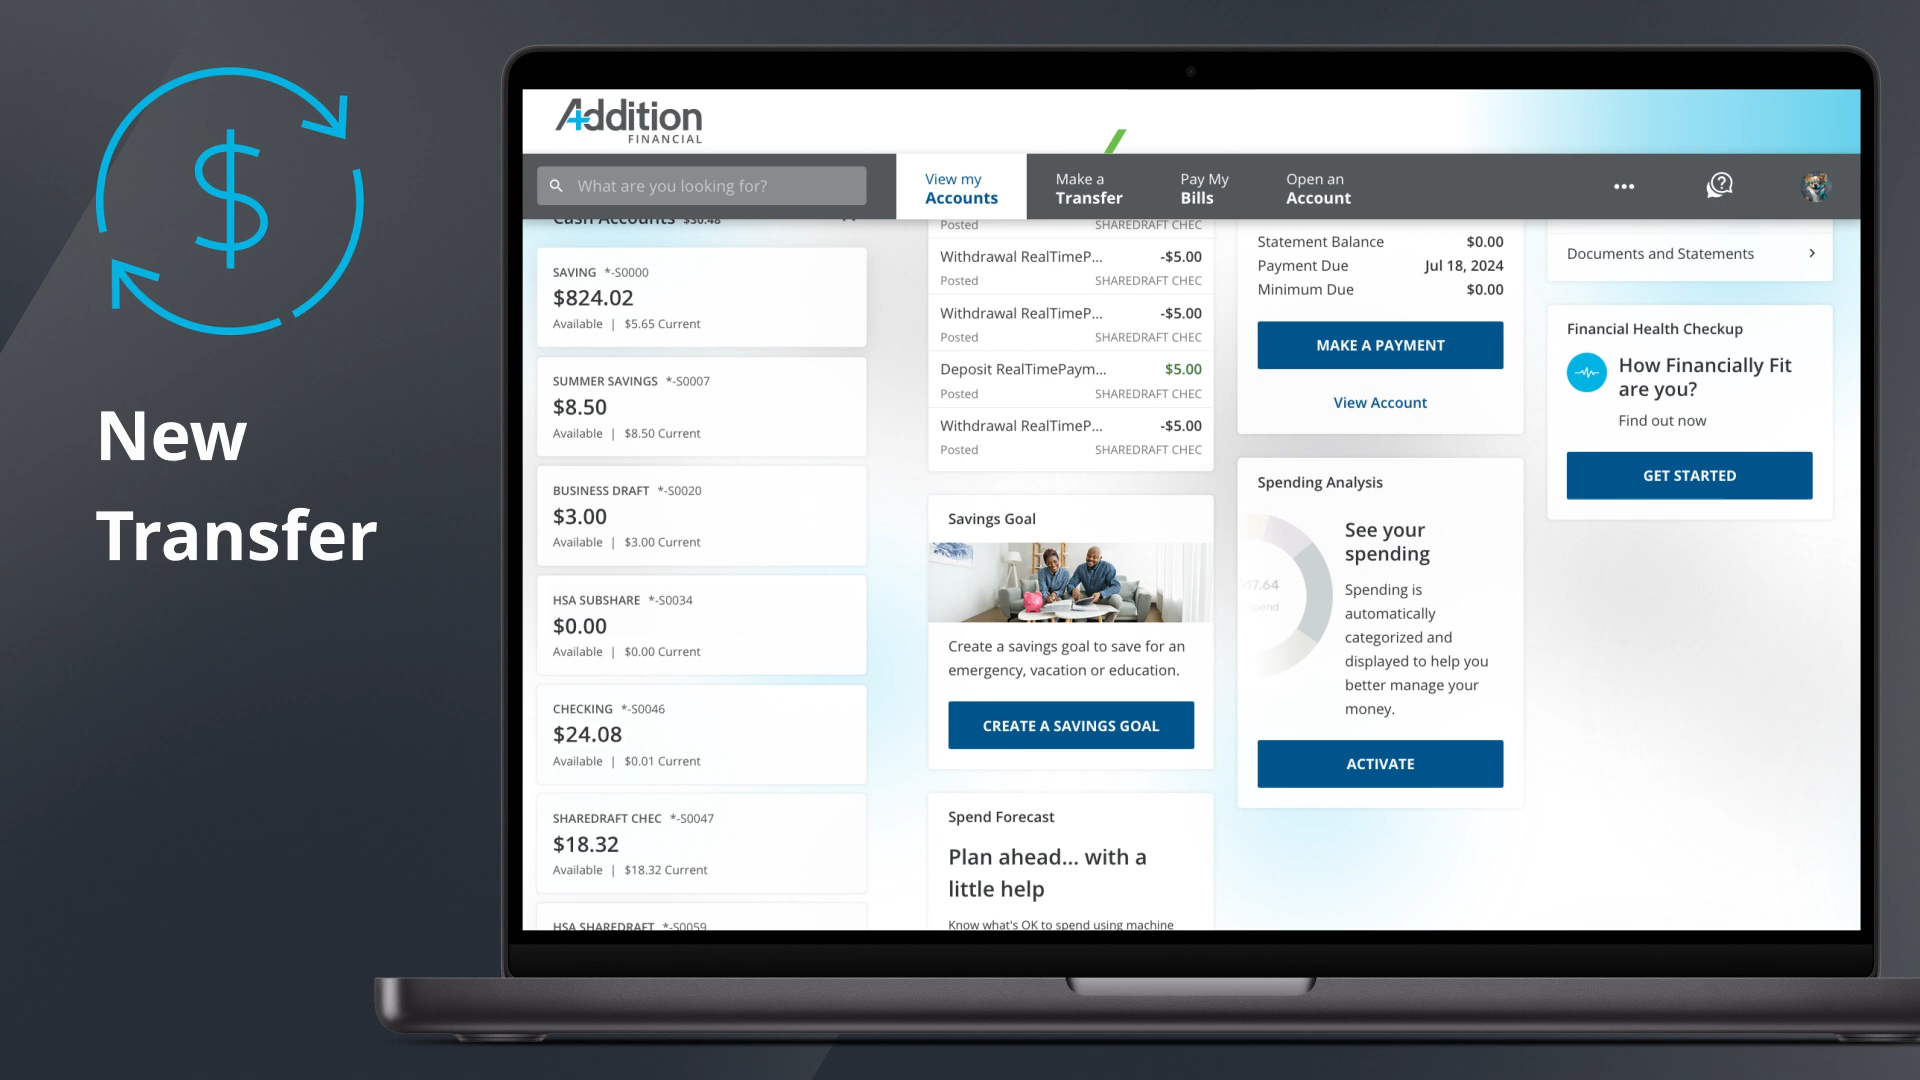 New
Transfer
Addition
FINANCIAL
What are you looking for?
View my
Accounts
Make a
Transfer
Pay My
Bills
Open an
Account
Cash Accounts
SAVING *-S0000
$824.02
Available | $5.65 Current
SUMMER SAVINGS *-S0007
$8.50
Available | $8.50 Current
BUSINESS DRAFT *-S0020
$3.00
Available | $3.00 Current
HSA SUBSHARE *-S0034
$0.00
Available | $0.00 Current
CHECKING *-S0046
$24.08
Available | $0.01 Current
SHAREDRAFT CHEC *-S0047
$18.32
Available | $18.32 Current
HSA SHAREDRAFT *-S0059
Posted SHAREDRAFT CHEC
Withdrawal RealTimeP... -$5.00
Posted SHAREDRAFT CHEC
Withdrawal RealTimeP... -$5.00
Posted SHAREDRAFT CHEC
Deposit RealTimePaym... $5.00
Posted SHAREDRAFT CHEC
Withdrawal RealTimeP... -$5.00
Posted SHAREDRAFT CHEC
Savings Goal
Create a savings goal to save for an
emergency, vacation or education.
CREATE A SAVINGS GOAL
Spend Forecast
Plan ahead... with a
little help
Know what's OK to spend using machine
Statement Balance $0.00
Payment Due Jul 18, 2024
Minimum Due $0.00
MAKE A PAYMENT
View Account
Spending Analysis
17.64
Spend
See your
spending
Spending is
automatically
categorized and
displayed to help you
better manage your
money.
ACTIVATE
Documents and Statements
Financial Health Checkup
How Financially Fit
are you?
Find out now
GET STARTED